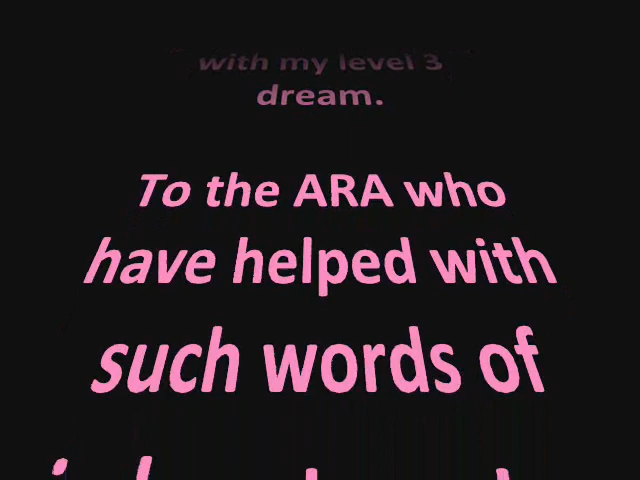 with my level 3
dream.
To the ARA who
have helped with
such words of